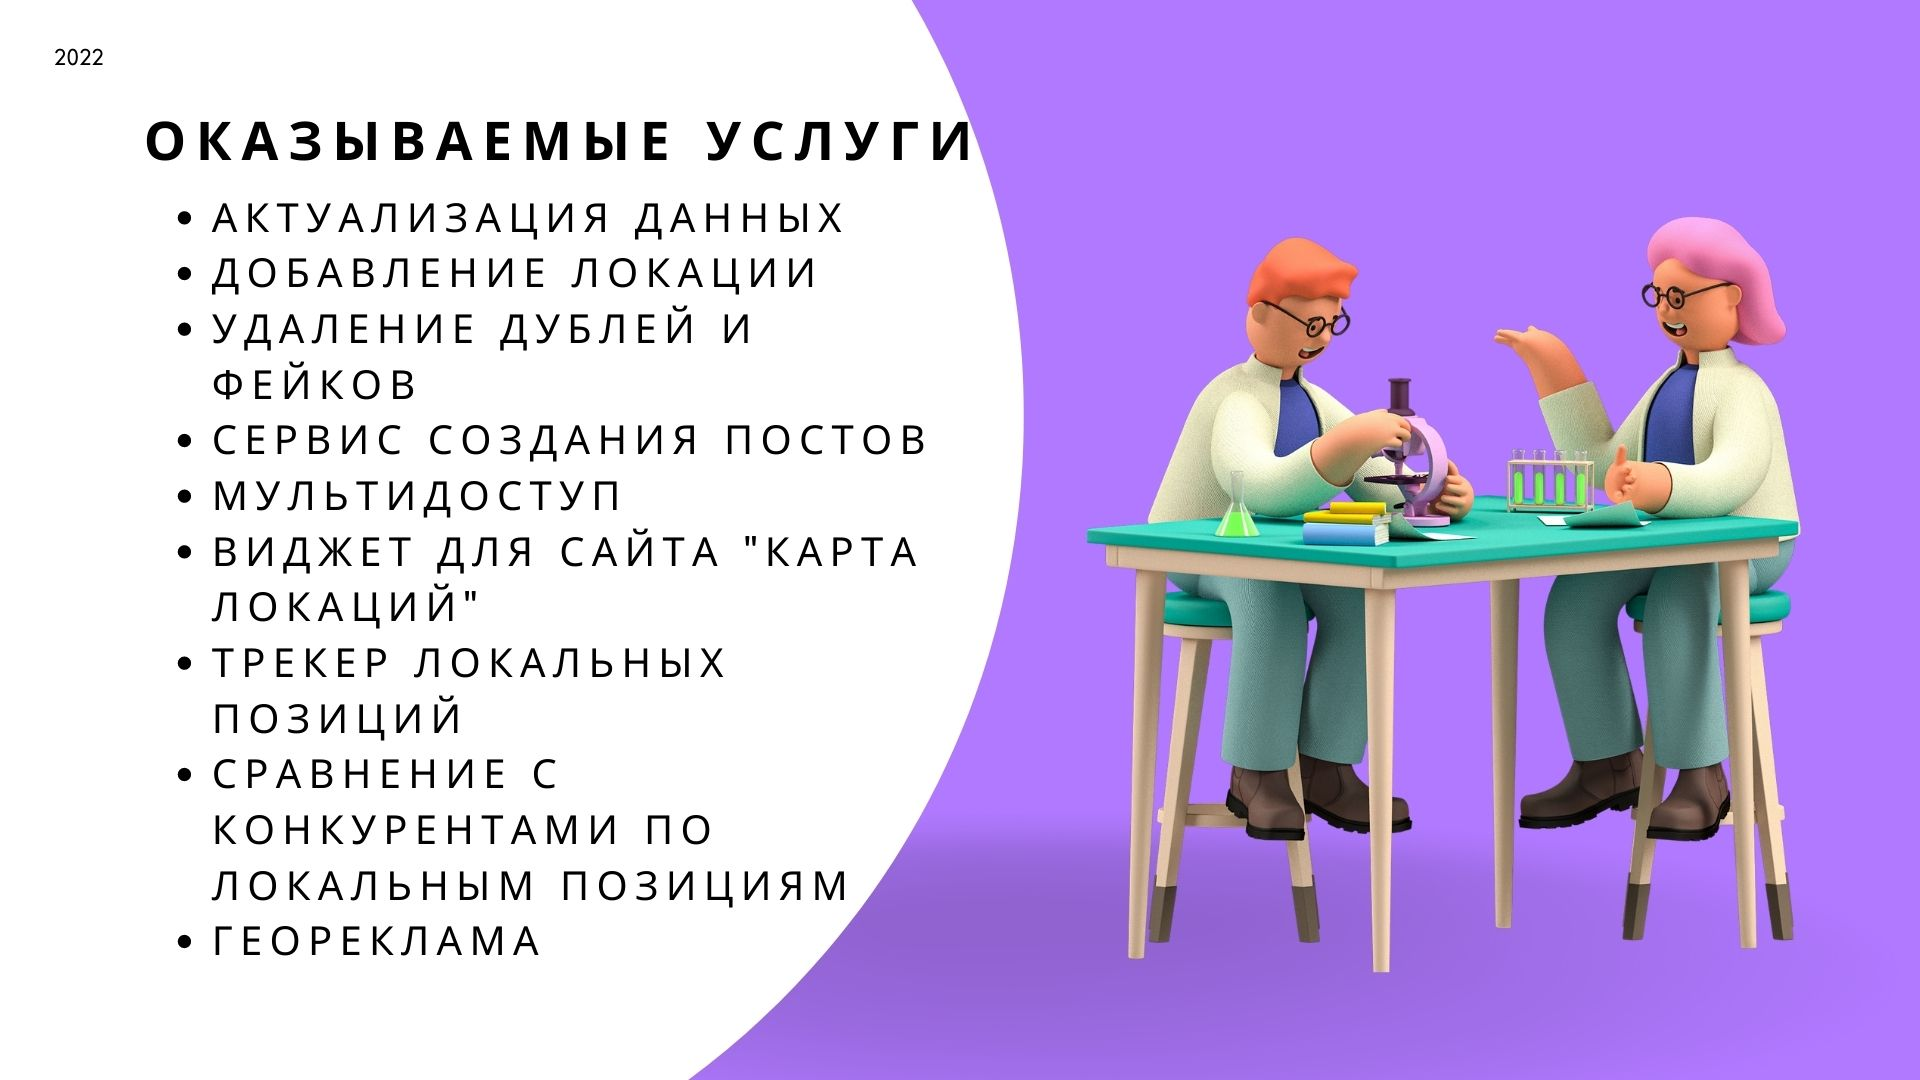 2022
ОКАЗЫВАЕМЫЕ УСЛУГИ
• АКТУАЛИЗАЦИЯ ДАННЫХ
• ДОБАВЛЕНИЕ ЛОКАЦИИ
• УДАЛЕНИЕ ДУБЛЕЙ И
ФЕЙКОВ
• СЕРВИС СОЗДАНИЯ ПОСТОВ
• МУЛЬТИДОСТУП
• ВИДЖЕТ ДЛЯ САЙТА "КАРТА
ЛОКАЦИЙ"
• ТРЕКЕР ЛОКАЛЬНЫХ
ПОЗИЦИЙ
• СРАВНЕНИЕ С
КОНКУРЕНТАМИ ПО
ЛОКАЛЬНЫМ ПОЗИЦИЯМ
• ГЕОРЕКЛАМА